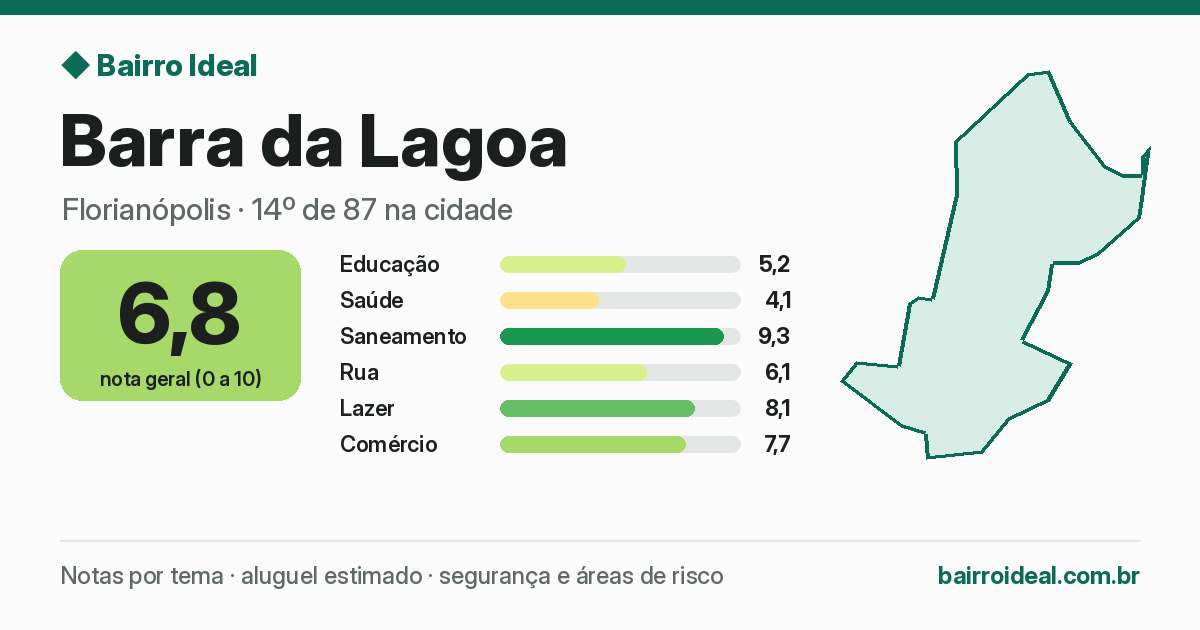 Bairro Ideal
Barra da Lagoa
Florianópolis · 14º de 87 na cidade
6,8
nota geral (0 a 10)
Educação 5,2
Saúde 4,1
Saneamento 9,3
Rua 6,1
Lazer 8,1
Comércio 7,7
Notas por tema · aluguel estimado · segurança e áreas de risco
bairroideal.com.br